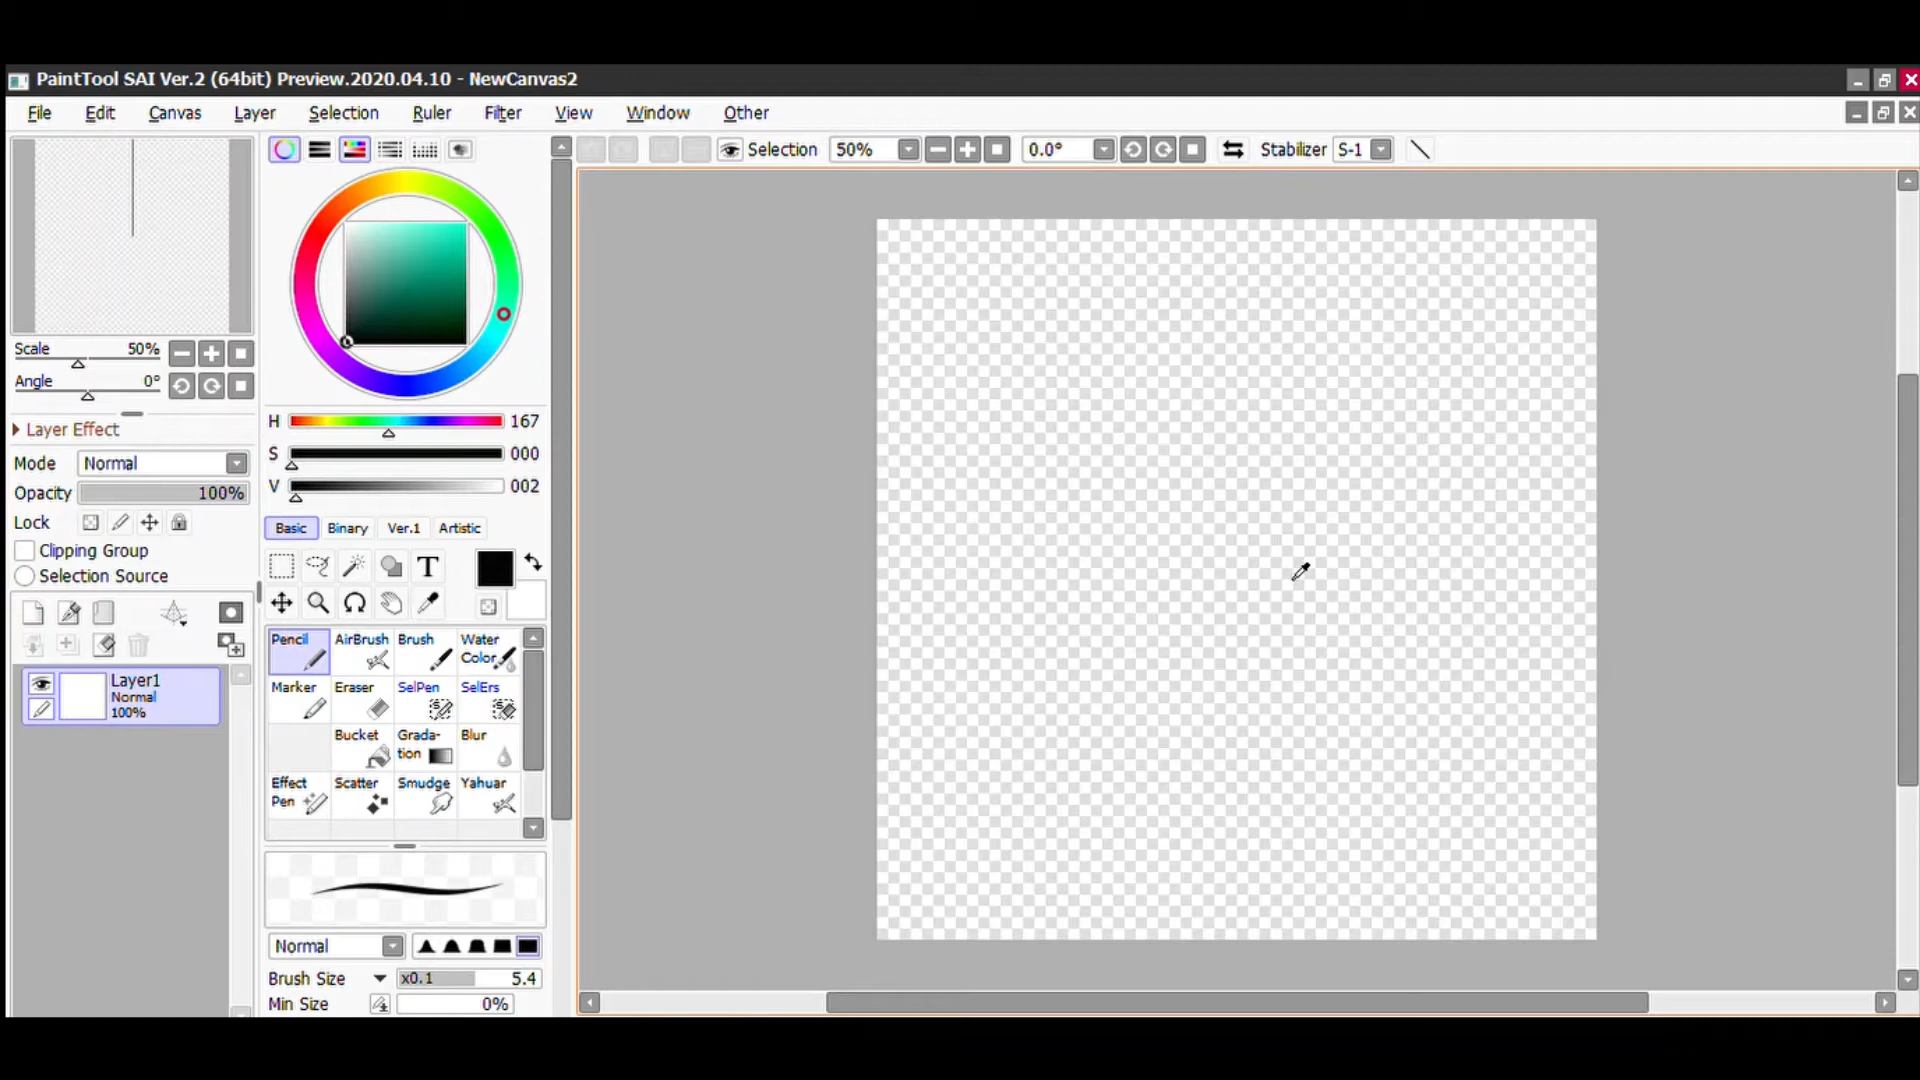 PaintTool SAI Ver.2 (64bit) Preview.2020.04.10 - NewCanvas2
File Edit Canvas Layer Selection Ruler Filter View Window Other
Selection 50% 0.0° Stabilizer S-1
Scale 50%
Angle 0°
Layer Effect
Mode Normal
Opacity 100%
Lock
Clipping Group
Selection Source
Layer1
Normal
100%
H 167
S 000
V 002
Basic Binary Ver.1 Artistic
T
Pencil AirBrush Brush Water
Color
Marker Eraser SelPen SelErs
Bucket Grada-
tion Blur
Effect
Pen Scatter Smudge Yahuar
Normal
Brush Size x0.1 5.4
Min Size 0%